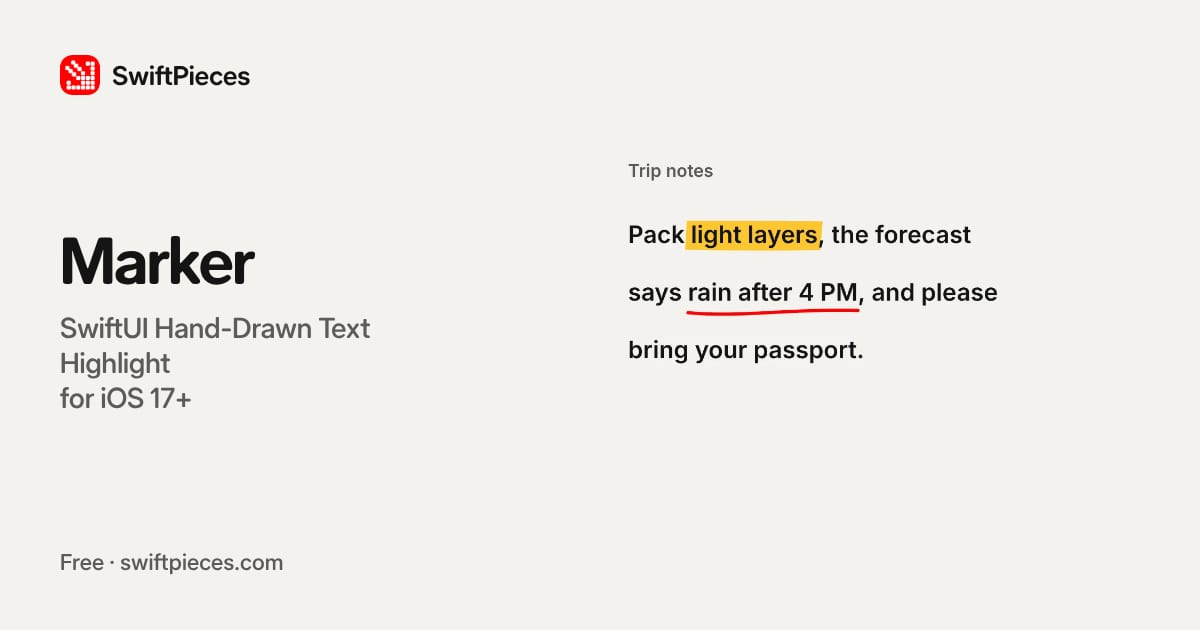 SwiftPieces
Marker
SwiftUI Hand-Drawn Text
Highlight
for iOS 17+
Free · swiftpieces.com
Trip notes
Pack light layers, the forecast
says rain after 4 PM, and please
bring your passport.